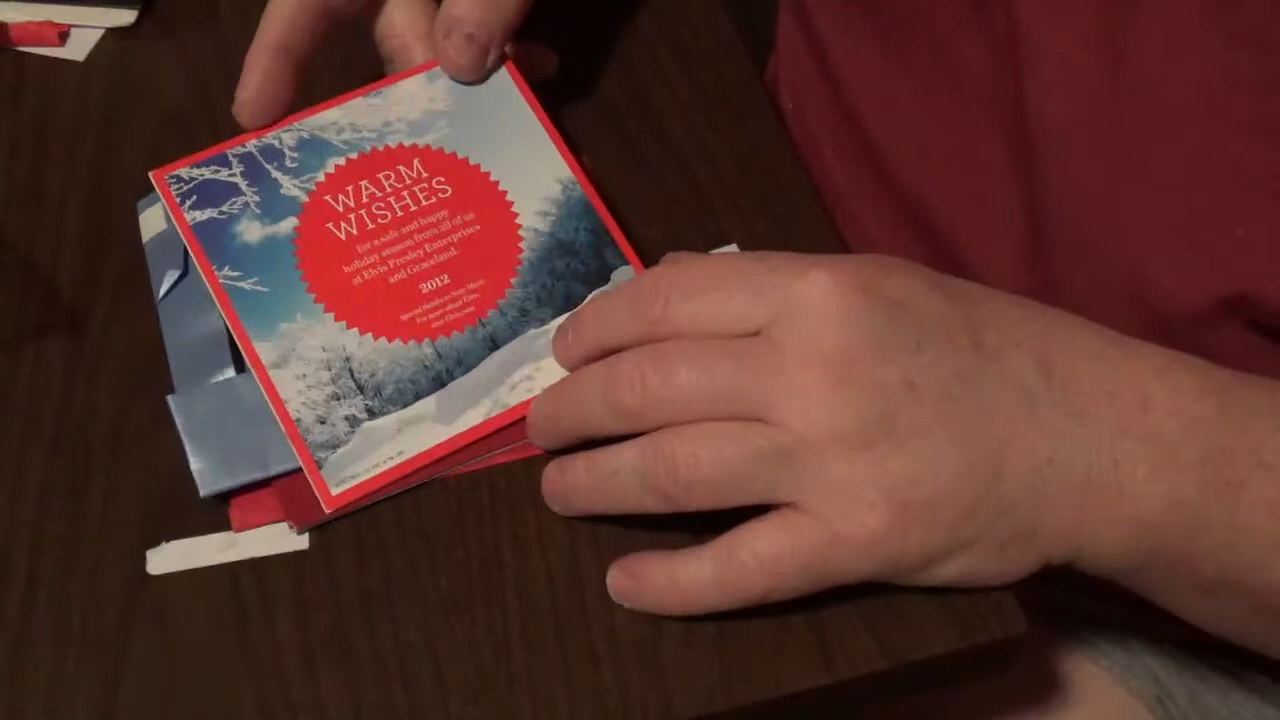 WARM
WISHES
for a safe and happy
holiday season from all of us
at Elvis Presley Enterprises
and Graceland.
2012